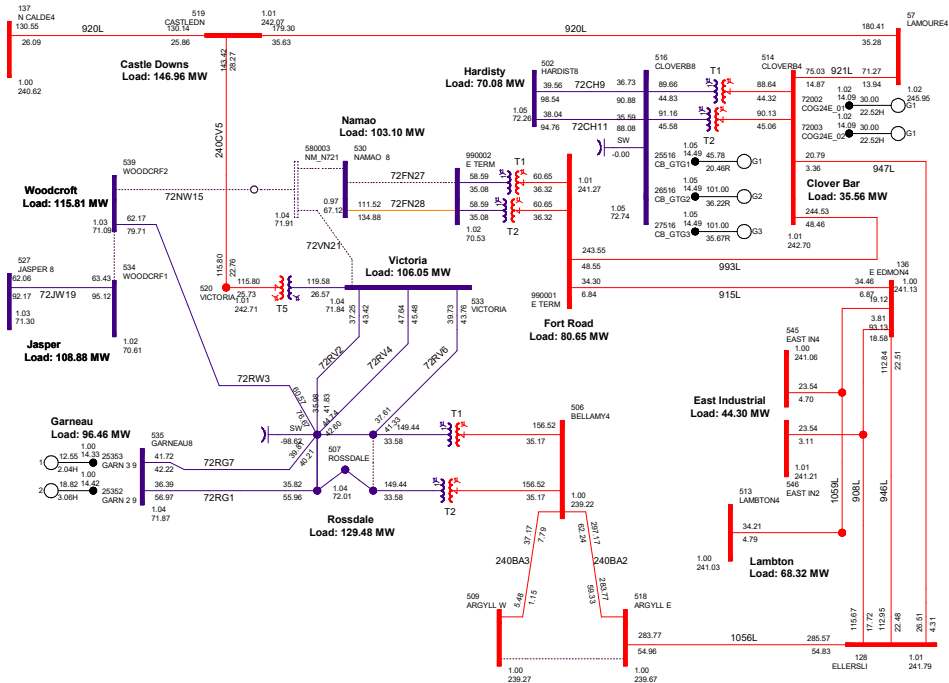 137
N CALDE4
130.55
26.09
920L
1.00
240.62
519
CASTLEDN
130.14
25.86
1.01
242.07
179.30
35.63
920L
180.41
35.28
57
LAMOURE4
1.02
245.95
Castle Downs
Load: 146.96 MW
143.42
28.27
240CV5
115.80
22.76
Hardisty
Load: 70.08 MW
502
HARDIST8
39.56
98.54
72CH9
36.73
90.88
38.04
94.76
72CH11
35.59
88.08
1.05
72.26
SW
-0.00
516
CLOVERB8
89.66
44.83
T1
88.64
44.32
91.16
45.58
T2
90.13
45.06
1.05
72.74
514
CLOVERB4
75.03
14.87
921L
71.27
13.94
72002
COG24E_01
1.02
14.09
30.00
22.52H
G1
72003
COG24E_02
1.02
14.09
30.00
22.52H
G1
25516
CB_GTG1
1.05
14.49
45.78
20.46R
G1
26516
CB_GTG2
1.05
14.49
101.00
36.22R
G2
27516
CB_GTG3
1.05
14.49
101.00
35.67R
G3
20.79
3.36
947L
Clover Bar
Load: 35.56 MW
244.53
48.46
1.01
242.70
993L
243.55
48.55
Namao
Load: 103.10 MW
580003
NM_N721
530
NAMAO 8
72FN27
990002
E TERM
58.59
35.08
T1
60.65
36.32
1.01
241.27
0.97
67.12
111.52
134.88
72FN28
58.59
35.08
T2
60.65
36.32
1.02
70.53
1.04
71.91
72VN21
539
WOODCRF2
Woodcroft
Load: 115.81 MW
72NW15
1.03
71.09
62.17
79.71
527
JASPER 8
62.06
92.17
72JW19
63.43
95.12
534
WOODCRF1
1.03
71.30
1.02
70.61
Jasper
Load: 108.88 MW
520
VICTORIA
115.80
25.73
1.01
242.71
T5
119.58
26.57
Victoria
Load: 106.05 MW
1.04
71.84
533
VICTORIA
37.25
43.42
47.64
45.48
39.73
43.76
72RV2
72RV4
72RV6
72RW3
60.57
76.67
35.98
41.83
44.74
42.60
37.61
41.33
990001
E TERM
34.30
6.84
915L
34.46
6.87
Fort Road
Load: 80.65 MW
136
E EDMON4
1.00
241.13
19.12
3.81
93.13
18.58
112.84
22.51
545
EAST IN4
1.00
241.06
23.54
4.70
East Industrial
Load: 44.30 MW
23.54
3.11
1.01
241.21
546
EAST IN2
513
LAMBTON4
34.21
4.79
1.00
241.03
Lambton
Load: 68.32 MW
1059L
908L
946L
Garneau
Load: 96.46 MW
535
GARNEAU8
1
12.55
2.04H
1.00
14.33
25353
GARN 3 9
2
18.82
3.06H
1.00
14.42
25352
GARN 2 9
41.72
42.22
72RG7
39.81
40.21
36.39
56.97
72RG1
35.82
55.96
1.04
71.87
SW
-98.62
507
ROSSDALE
1.04
72.01
149.44
33.58
T1
156.52
35.17
149.44
33.58
T2
156.52
35.17
Rossdale
Load: 129.48 MW
506
BELLAMY4
1.00
239.22
37.17
7.79
297.17
62.24
240BA3
240BA2
5.48
1.15
283.77
59.33
509
ARGYLL W
518
ARGYLL E
1.00
239.27
1.00
239.67
283.77
54.96
1056L
285.57
54.83
115.67
17.72
112.95
22.48
26.51
4.31
128
ELLERSLI
1.01
241.79